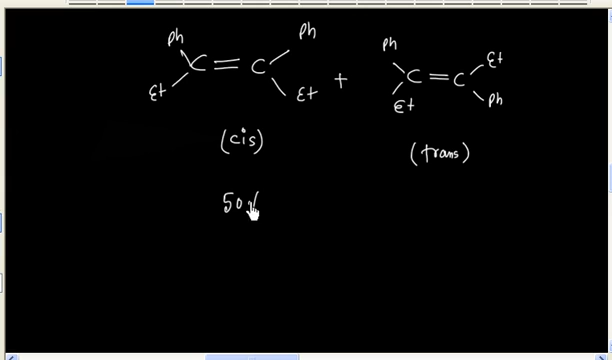 Ph Ph
C = C
Et Et
+
Ph Et
C = C
Et Ph
(cis)
(trans)
50